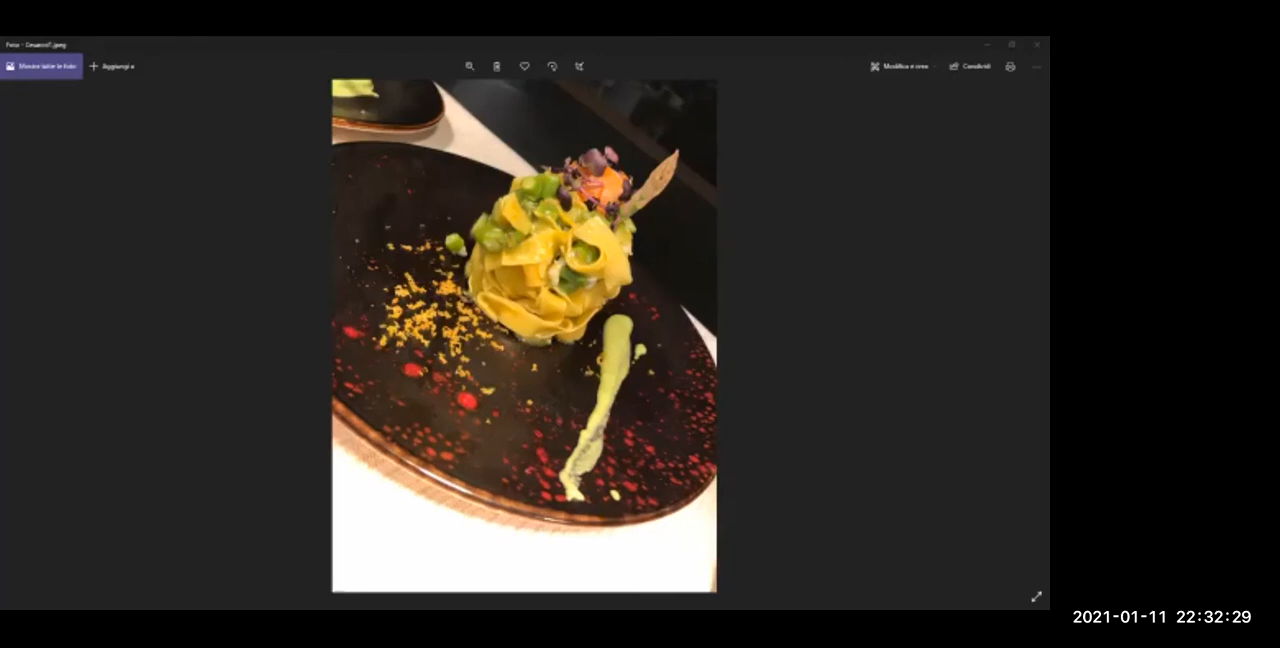 Mostra tutte le foto
Aggiungi a
Modifica e crea
Condividi
2021-01-11 22:32:29